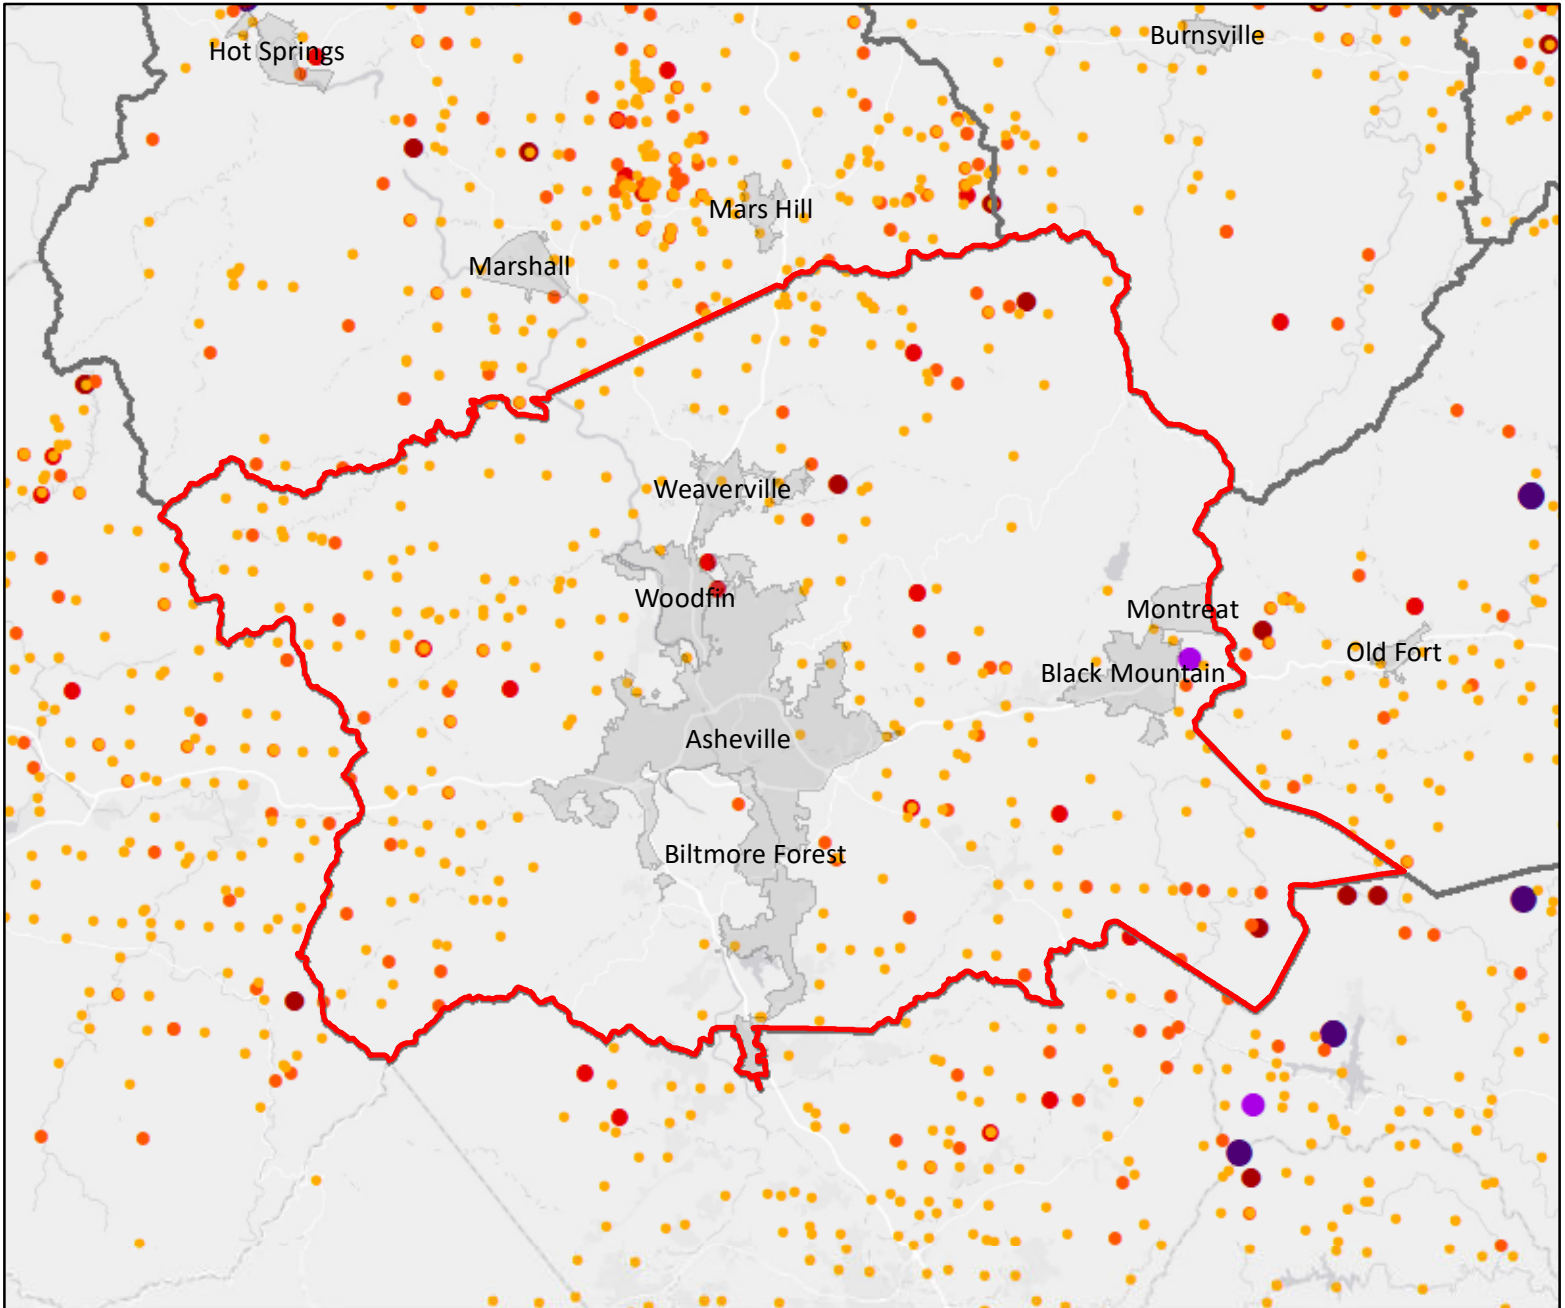 Burnsville
Hot Springs
Mars Hill
Marshall
Weaverville
Woodfin
Montreat
Old Fort
Black Mountain
Asheville
Biltmore Forest